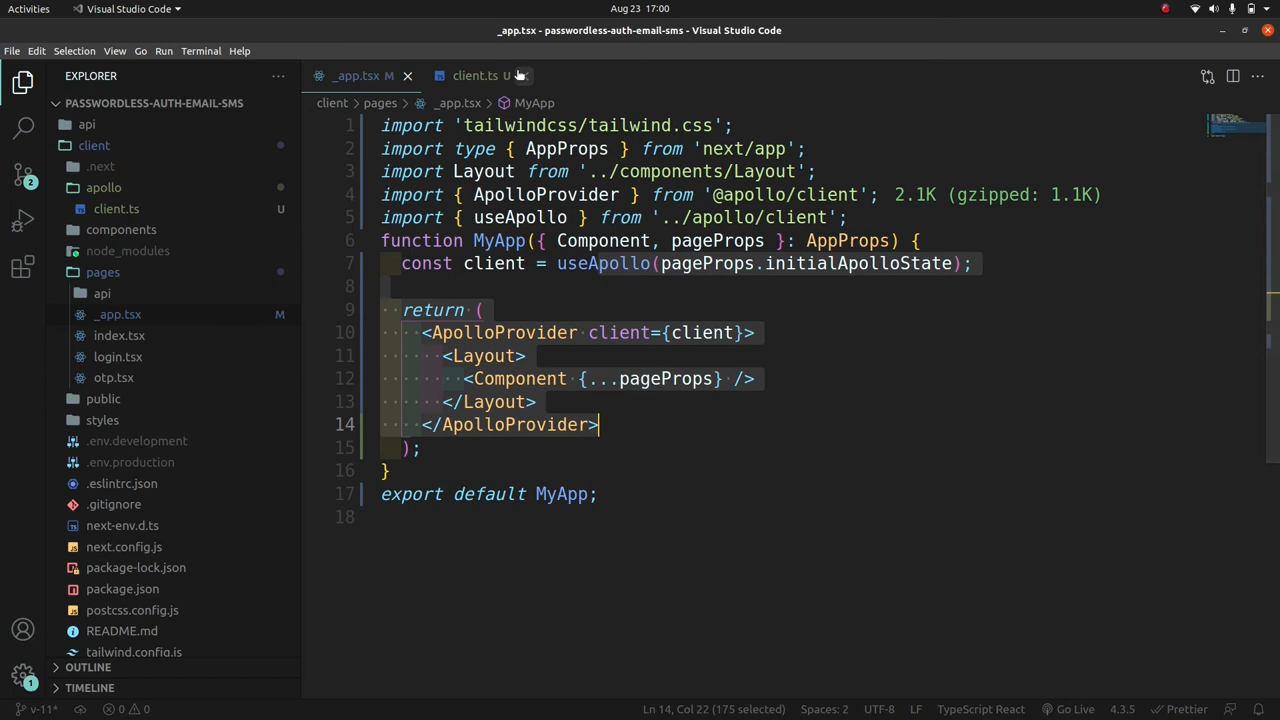 Activities
Visual Studio Code
Aug 23 17:00
_app.tsx - passwordless-auth-email-sms - Visual Studio Code
File Edit Selection View Go Run Terminal Help
EXPLORER
_app.tsx M
client.ts U
PASSWORDLESS-AUTH-EMAIL-SMS
api
client
.next
apollo
client.ts U
components
node_modules
pages
api
_app.tsx M
index.tsx
login.tsx
otp.tsx
public
styles
.env.development
.env.production
.eslintrc.json
.gitignore
next-env.d.ts
next.config.js
package-lock.json
package.json
postcss.config.js
README.md
tailwind.config.js
OUTLINE
TIMELINE
2
1
client > pages > _app.tsx > MyApp
1 import 'tailwindcss/tailwind.css';
2 import type { AppProps } from 'next/app';
3 import Layout from '../components/Layout';
4 import { ApolloProvider } from '@apollo/client'; 2.1K (gzipped: 1.1K)
5 import { useApollo } from '../apollo/client';
6 function MyApp({ Component, pageProps }: AppProps) {
7 const client = useApollo(pageProps.initialApolloState);
8
9 return (
10 <ApolloProvider client={client}>
11 <Layout>
12 <Component {...pageProps} />
13 </Layout>
14 </ApolloProvider>
15 );
16 }
17 export default MyApp;
18
v-11*
0 0
Ln 14, Col 22 (175 selected)
Spaces: 2
UTF-8
LF
TypeScript React
Go Live
4.3.5
Prettier